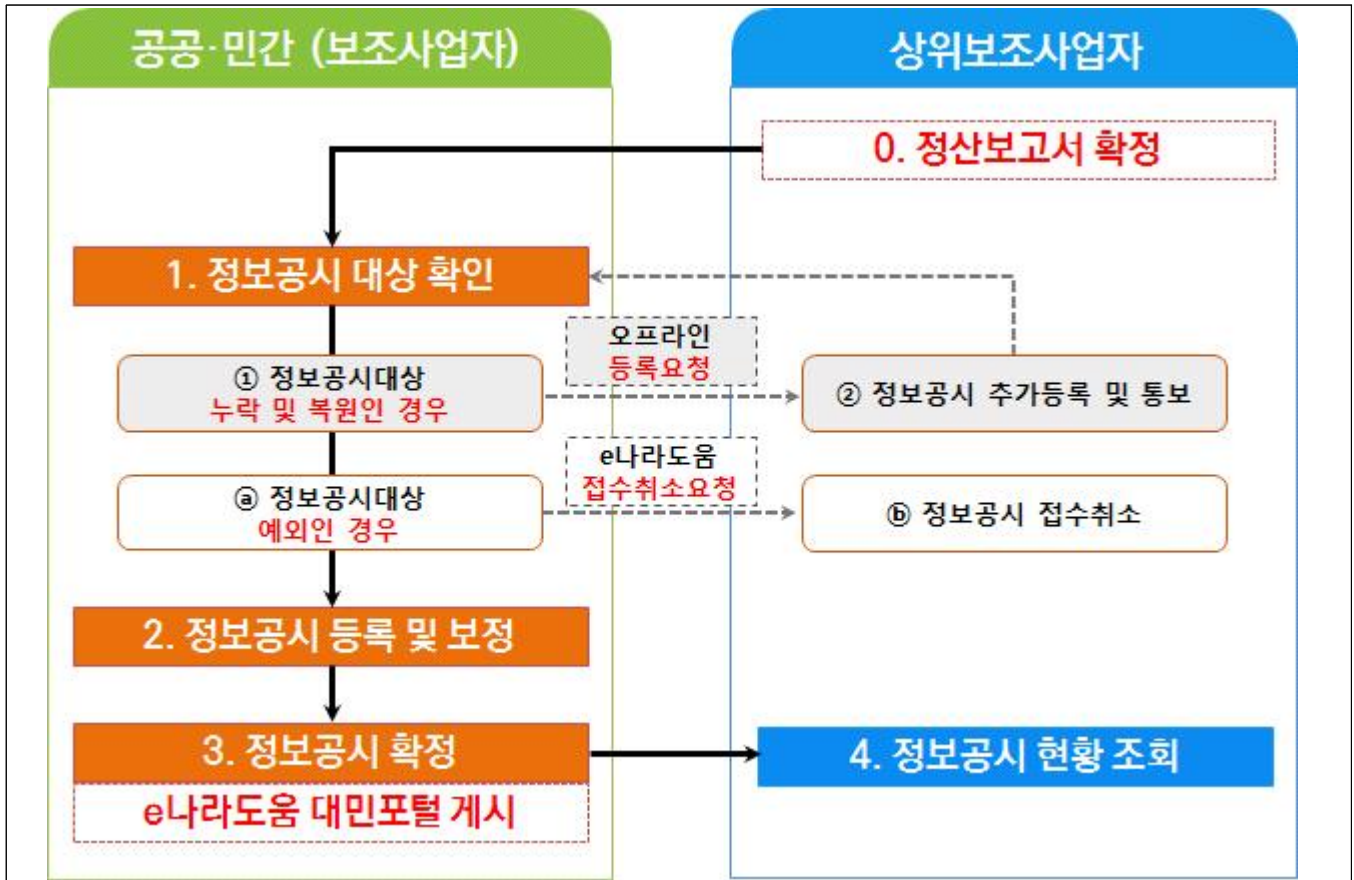 공공·민간 (보조사업자)
상위보조사업자
0. 정산보고서 확정
1. 정보공시 대상 확인
① 정보공시대상
누락 및 복원인 경우
오프라인
등록요청
② 정보공시 추가등록 및 통보
ⓐ 정보공시대상
예외인 경우
e나라도움
접수취소요청
ⓑ 정보공시 접수취소
2. 정보공시 등록 및 보정
3. 정보공시 확정
e나라도움 대민포털 게시
4. 정보공시 현황 조회